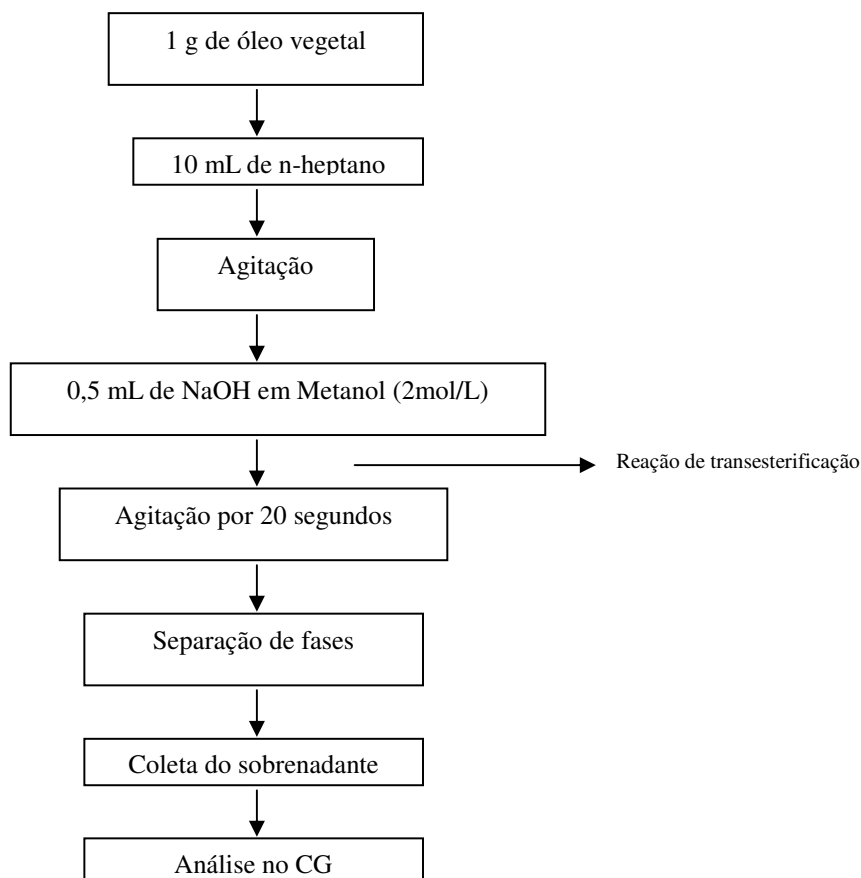 1 g de óleo vegetal
10 mL de n-heptano
Agitação
0,5 mL de NaOH em Metanol (2mol/L)
Reação de transesterificação
Agitação por 20 segundos
Separação de fases
Coleta do sobrenadante
Análise no CG